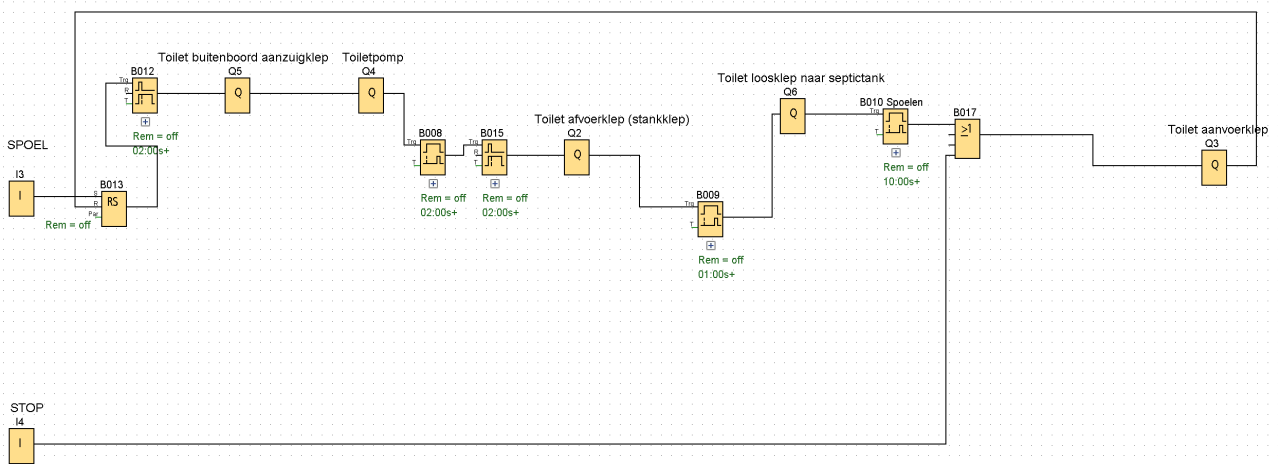 Toilet buitenboord aanzuigklep
Toiletpomp
B012
Q5
Q4
Trg
R
T
Q
Q
Rem = off
02:00s+
Toilet loosklep naar septictank
Q6
Q
B010 Spoelen
Trg
T
Rem = off
10:00s+
B017
≥1
Toilet aanvoerklep
Q3
Q
Toilet afvoerklep (stankklep)
B008
B015
Q2
Trg
T
Trg
R
T
Q
Rem = off
02:00s+
Rem = off
02:00s+
SPOEL
I3
I
B013
S
R
Par
RS
Rem = off
B009
Trg
T
Rem = off
01:00s+
STOP
I4
I